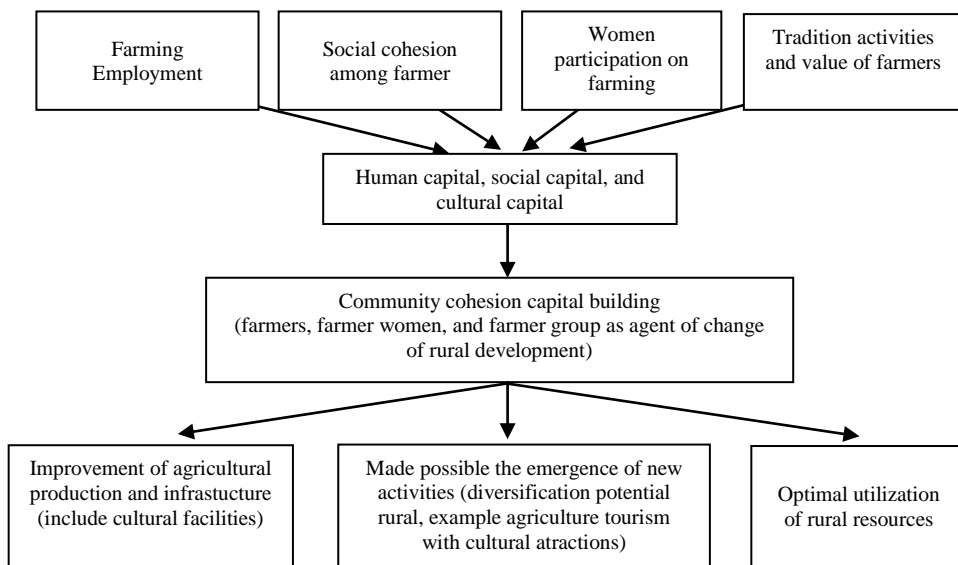 Farming
Employment
Social cohesion
among farmer
Women
participation on
farming
Tradition activities
and value of farmers
Human capital, social capital, and
cultural capital
Community cohesion capital building
(farmers, farmer women, and farmer group as agent of change
of rural development)
Improvement of agricultural
production and infrastucture
(include cultural facilities)
Made possible the emergence of new
activities (diversification potential
rural, example agriculture tourism
with cultural atractions)
Optimal utilization
of rural resources